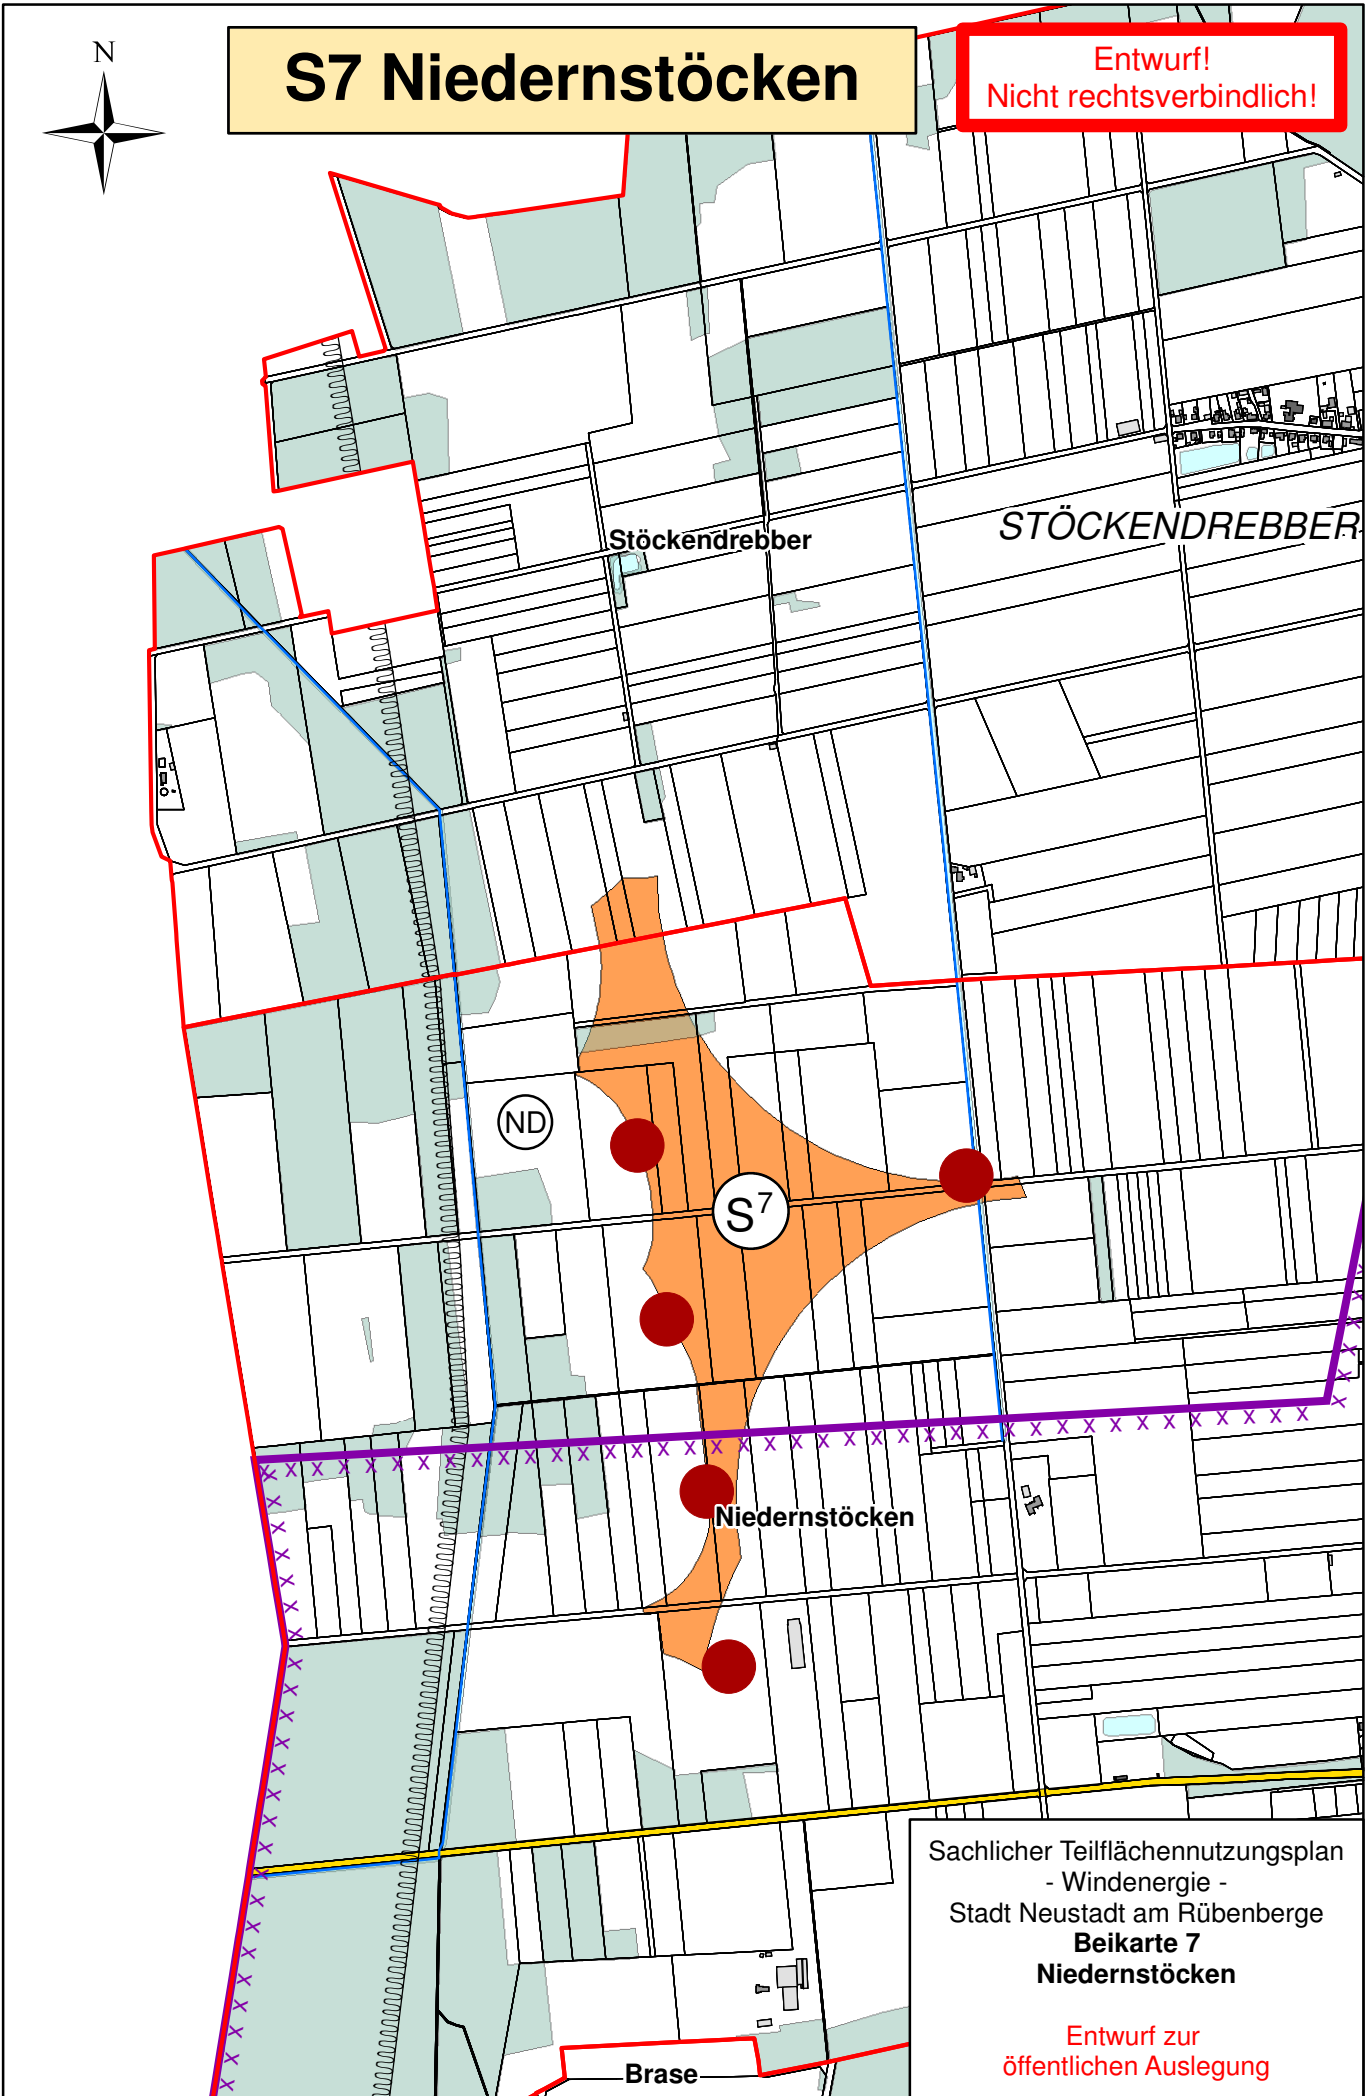 N
S7 Niedernstöcken
Entwurf!
Nicht rechtsverbindlich!
Stöckendrebber
STÖCKENDREBBER
ND
S⁷
Niedernstöcken
Brase
Sachlicher Teilflächennutzungsplan
- Windenergie -
Stadt Neustadt am Rübenberge
Beikarte 7
Niedernstöcken
Entwurf zur
öffentlichen Auslegung